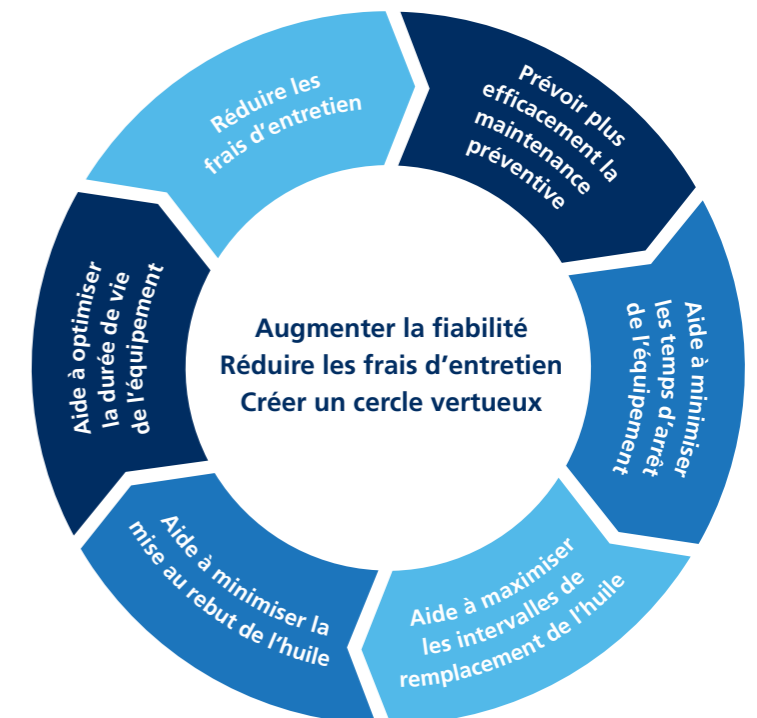 Réduire les
frais d’entretien
Prévoir plus
efficacement la
maintenance
préventive
Aide à minimiser
les temps d’arrêt
de l’équipement
Aide à maximiser
les intervalles de
remplacement de l’huile
Aide à minimiser la
mise au rebut de l’huile
Aide à optimiser
la durée de vie
de l’équipement
Augmenter la fiabilité
Réduire les frais d’entretien
Créer un cercle vertueux